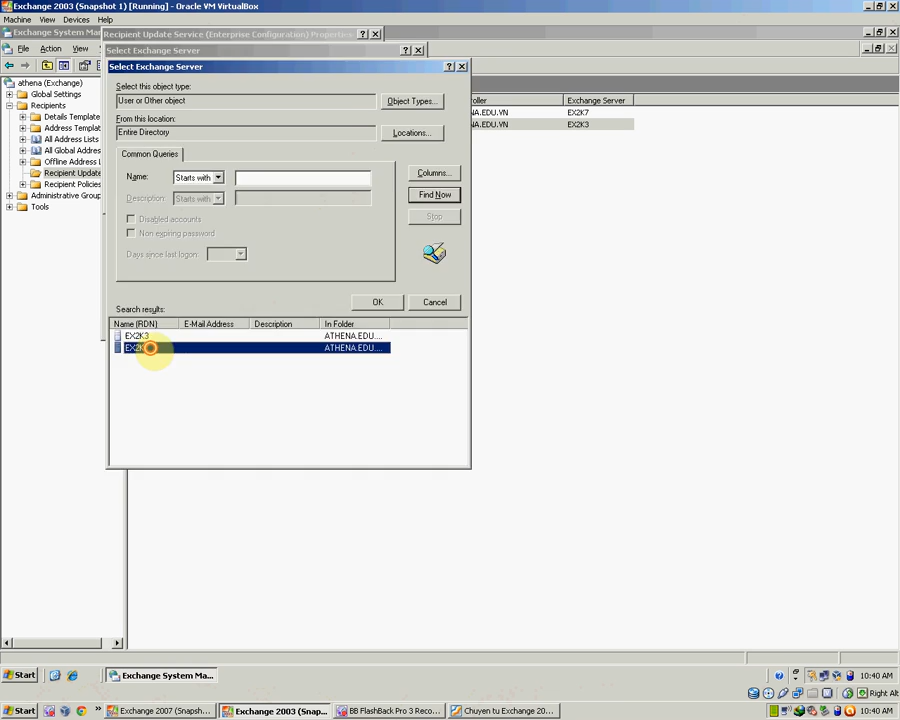 Exchange 2003 (Snapshot 1) [Running] - Oracle VM VirtualBox
Machine View Devices Help
Exchange System Man
Recipient Update Service (Enterprise Configuration) Properties
File Action View
Select Exchange Server
Select Exchange Server
athena (Exchange)
Global Settings
Recipients
Details Template
Address Templat
All Address Lists
All Global Addres
Offline Address L
Recipient Update
Recipient Policies
Administrative Group
Tools
Select this object type:
User or Other object
Object Types...
From this location:
Entire Directory
Locations...
Common Queries
Name:
Starts with
Description:
Starts with
Disabled accounts
Non expiring password
Days since last logon:
Columns...
Find Now
Stop
OK
Cancel
Search results:
Name (RDN) E-Mail Address Description In Folder
EX2K3 ATHENA.EDU....
ATHENA.EDU....
oller Exchange Server
NA.EDU.VN EX2K7
NA.EDU.VN EX2K3
Start
Exchange System Ma...
10:40 AM
Right Alt
Start
Exchange 2007 (Snapsh...
Exchange 2003 (Snap...
BB FlashBack Pro 3 Reco...
Chuyen tu Exchange 20...
10:40 AM